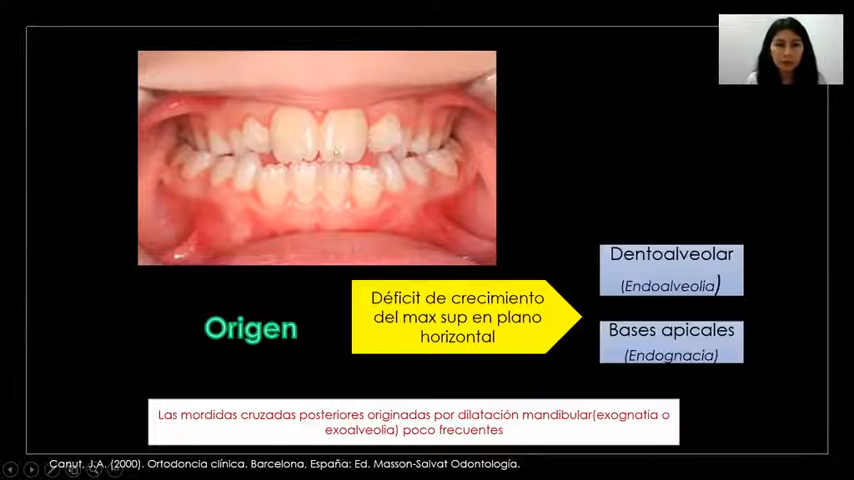 Dentoalveolar
(Endoalveolia)
Déficit de crecimiento
del max sup en plano
horizontal
Origen
Bases apicales
(Endognacia)
Las mordidas cruzadas posteriores originadas por dilatación mandibular(exognatia o
exoalveolia) poco frecuentes
Canut. J.A. (2000). Ortodoncia clínica. Barcelona, España: Ed. Masson-Salvat Odontología.